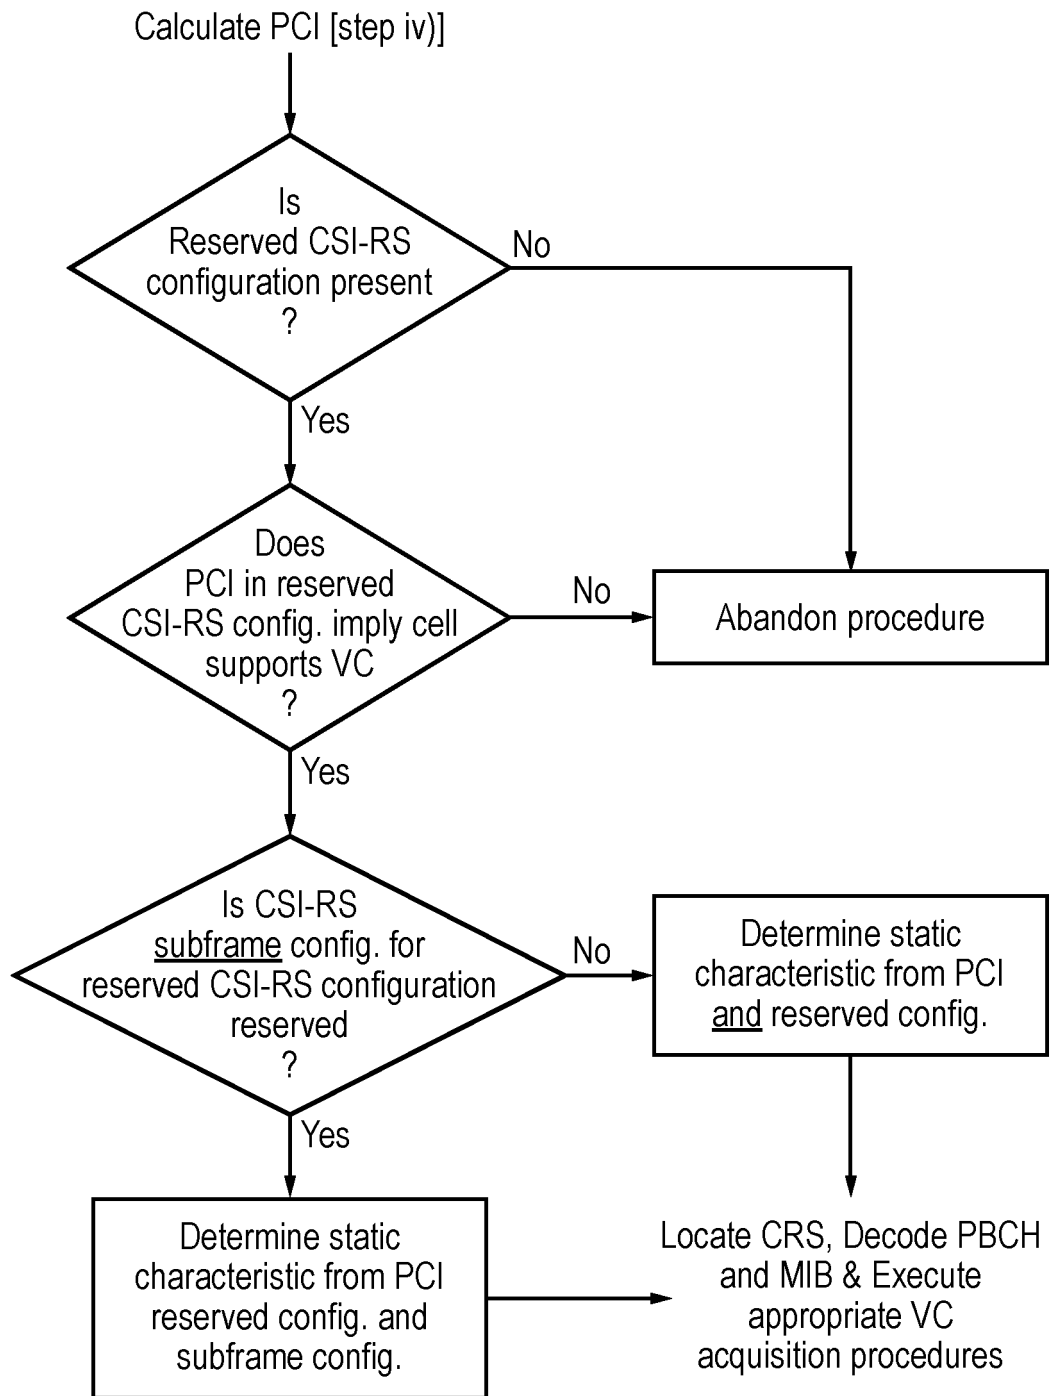 Calculate PCI [step iv)]
Is
Reserved CSI-RS
configuration present
?
No
Yes
Does
PCI in reserved
CSI-RS config. imply cell
supports VC
?
No
Abandon procedure
Yes
Is CSI-RS
subframe config. for
reserved CSI-RS configuration
reserved
?
No
Determine static
characteristic from PCI
and reserved config.
Yes
Determine static
characteristic from PCI
reserved config. and
subframe config.
Locate CRS, Decode PBCH
and MIB & Execute
appropriate VC
acquisition procedures